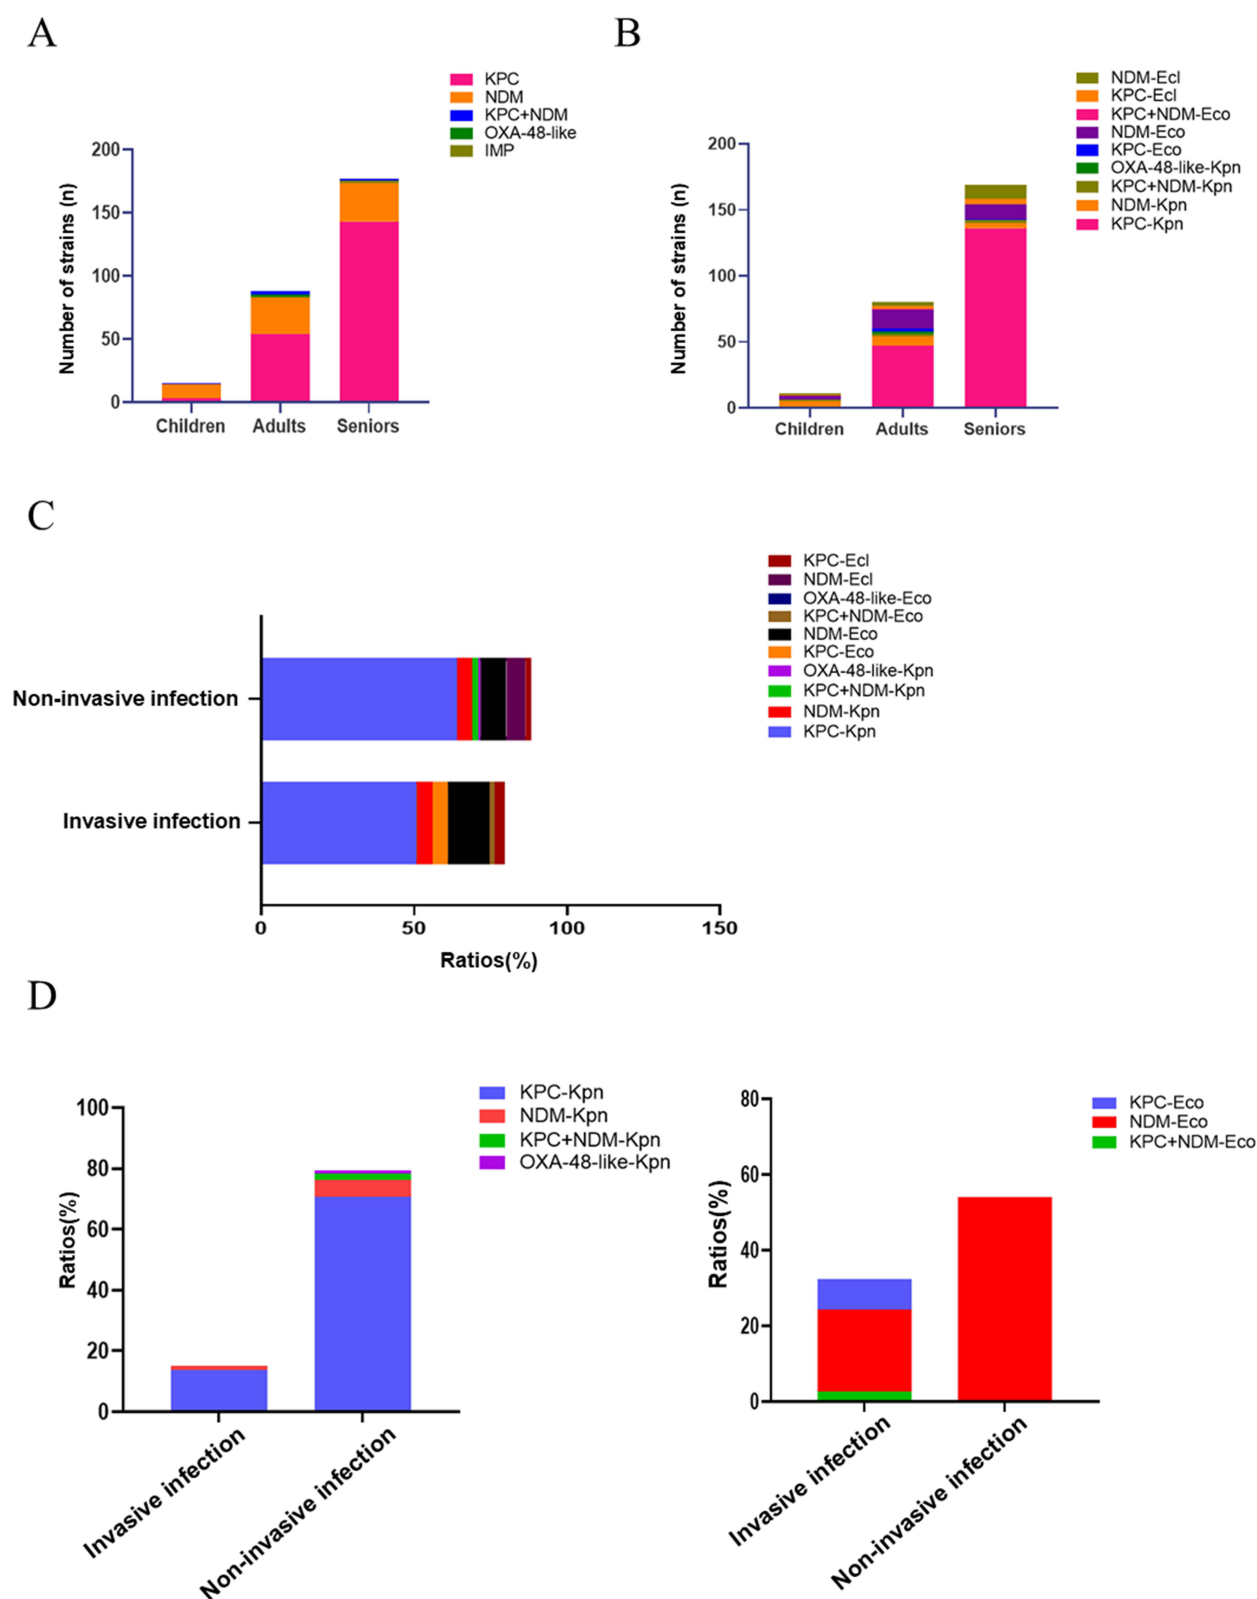 A
KPC
NDM
KPC+NDM
OXA-48-like
IMP
Number of strains (n)
200
150
100
50
0
Children Adults Seniors
B
NDM-Ecl
KPC-Ecl
KPC+NDM-Eco
NDM-Eco
KPC-Eco
OXA-48-like-Kpn
KPC+NDM-Kpn
NDM-Kpn
KPC-Kpn
Number of strains (n)
200
150
100
50
0
Children Adults Seniors
C
KPC-Ecl
NDM-Ecl
OXA-48-like-Eco
KPC+NDM-Eco
NDM-Eco
KPC-Eco
OXA-48-like-Kpn
KPC+NDM-Kpn
NDM-Kpn
KPC-Kpn
Non-invasive infection
Invasive infection
0 50 100 150
Ratios(%)
D
KPC-Kpn
NDM-Kpn
KPC+NDM-Kpn
OXA-48-like-Kpn
Ratios(%)
100
80
60
40
20
0
Invasive infection
Non-invasive infection
KPC-Eco
NDM-Eco
KPC+NDM-Eco
Ratios(%)
80
60
40
20
0
Invasive infection
Non-invasive infection